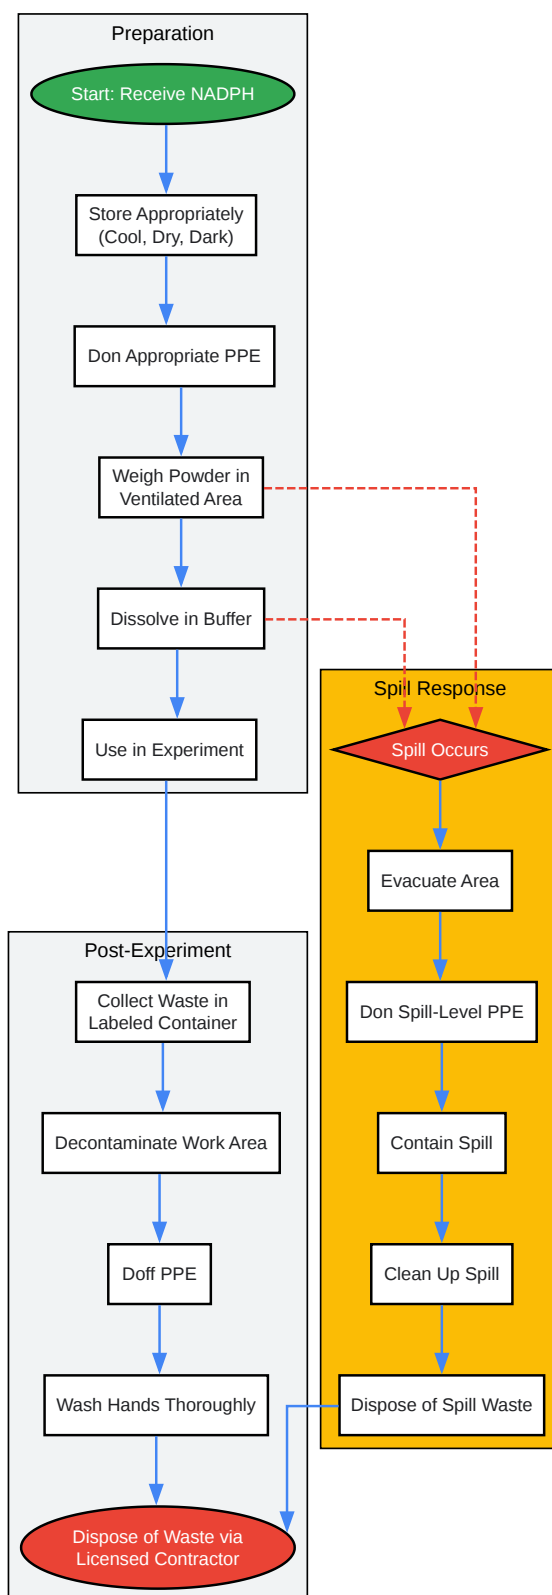 Preparation
Start: Receive NADPH
Store Appropriately
(Cool, Dry, Dark)
Don Appropriate PPE
Weigh Powder in
Ventilated Area
Dissolve in Buffer
Use in Experiment
Spill Response
Spill Occurs
Evacuate Area
Don Spill-Level PPE
Contain Spill
Clean Up Spill
Dispose of Spill Waste
Post-Experiment
Collect Waste in
Labeled Container
Decontaminate Work Area
Doff PPE
Wash Hands Thoroughly
Dispose of Waste via
Licensed Contractor